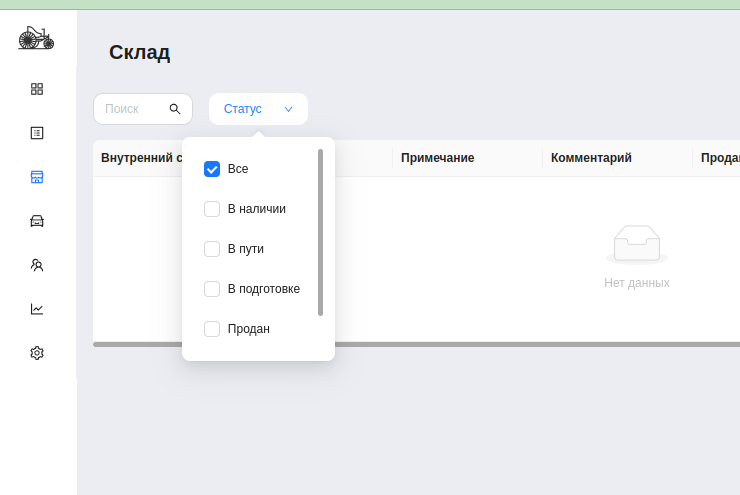 Склад
Поиск
Статус
Внутренний с
Примечание
Комментарий
Прода
Все
В наличии
В пути
В подготовке
Продан
Нет данных